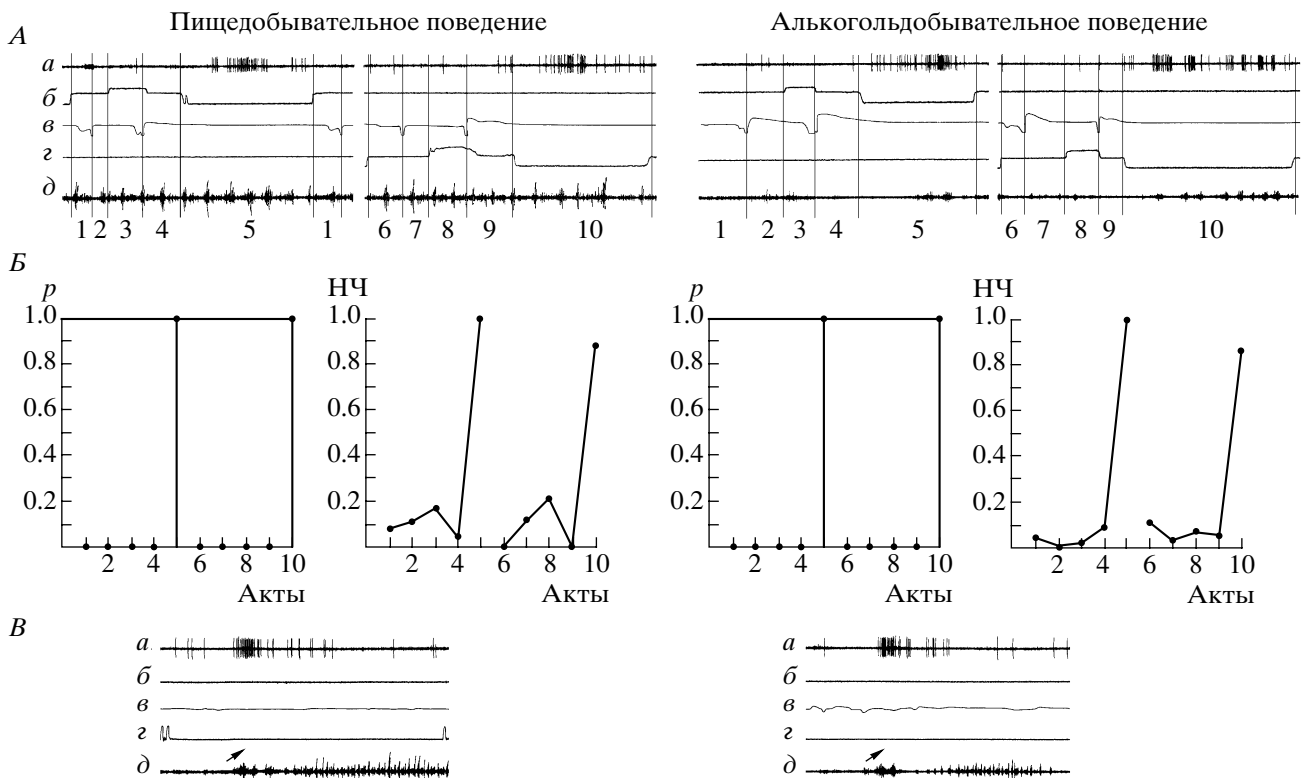 Пищедобывательное поведение Алькогольдобывательное поведение
А
а
б
в
г
д
1 2 3 4 5 1 6 7 8 9 10 1 2 3 4 5 6 7 8 9 10
Б
р НЧ р НЧ
1.0 1.0 1.0 1.0
0.8 0.8 0.8 0.8
0.6 0.6 0.6 0.6
0.4 0.4 0.4 0.4
0.2 0.2 0.2 0.2
2 4 6 8 10 2 4 6 8 10 2 4 6 8 10 2 4 6 8 10
Акты Акты Акты Акты
В
а а
б б
в в
г г
д д